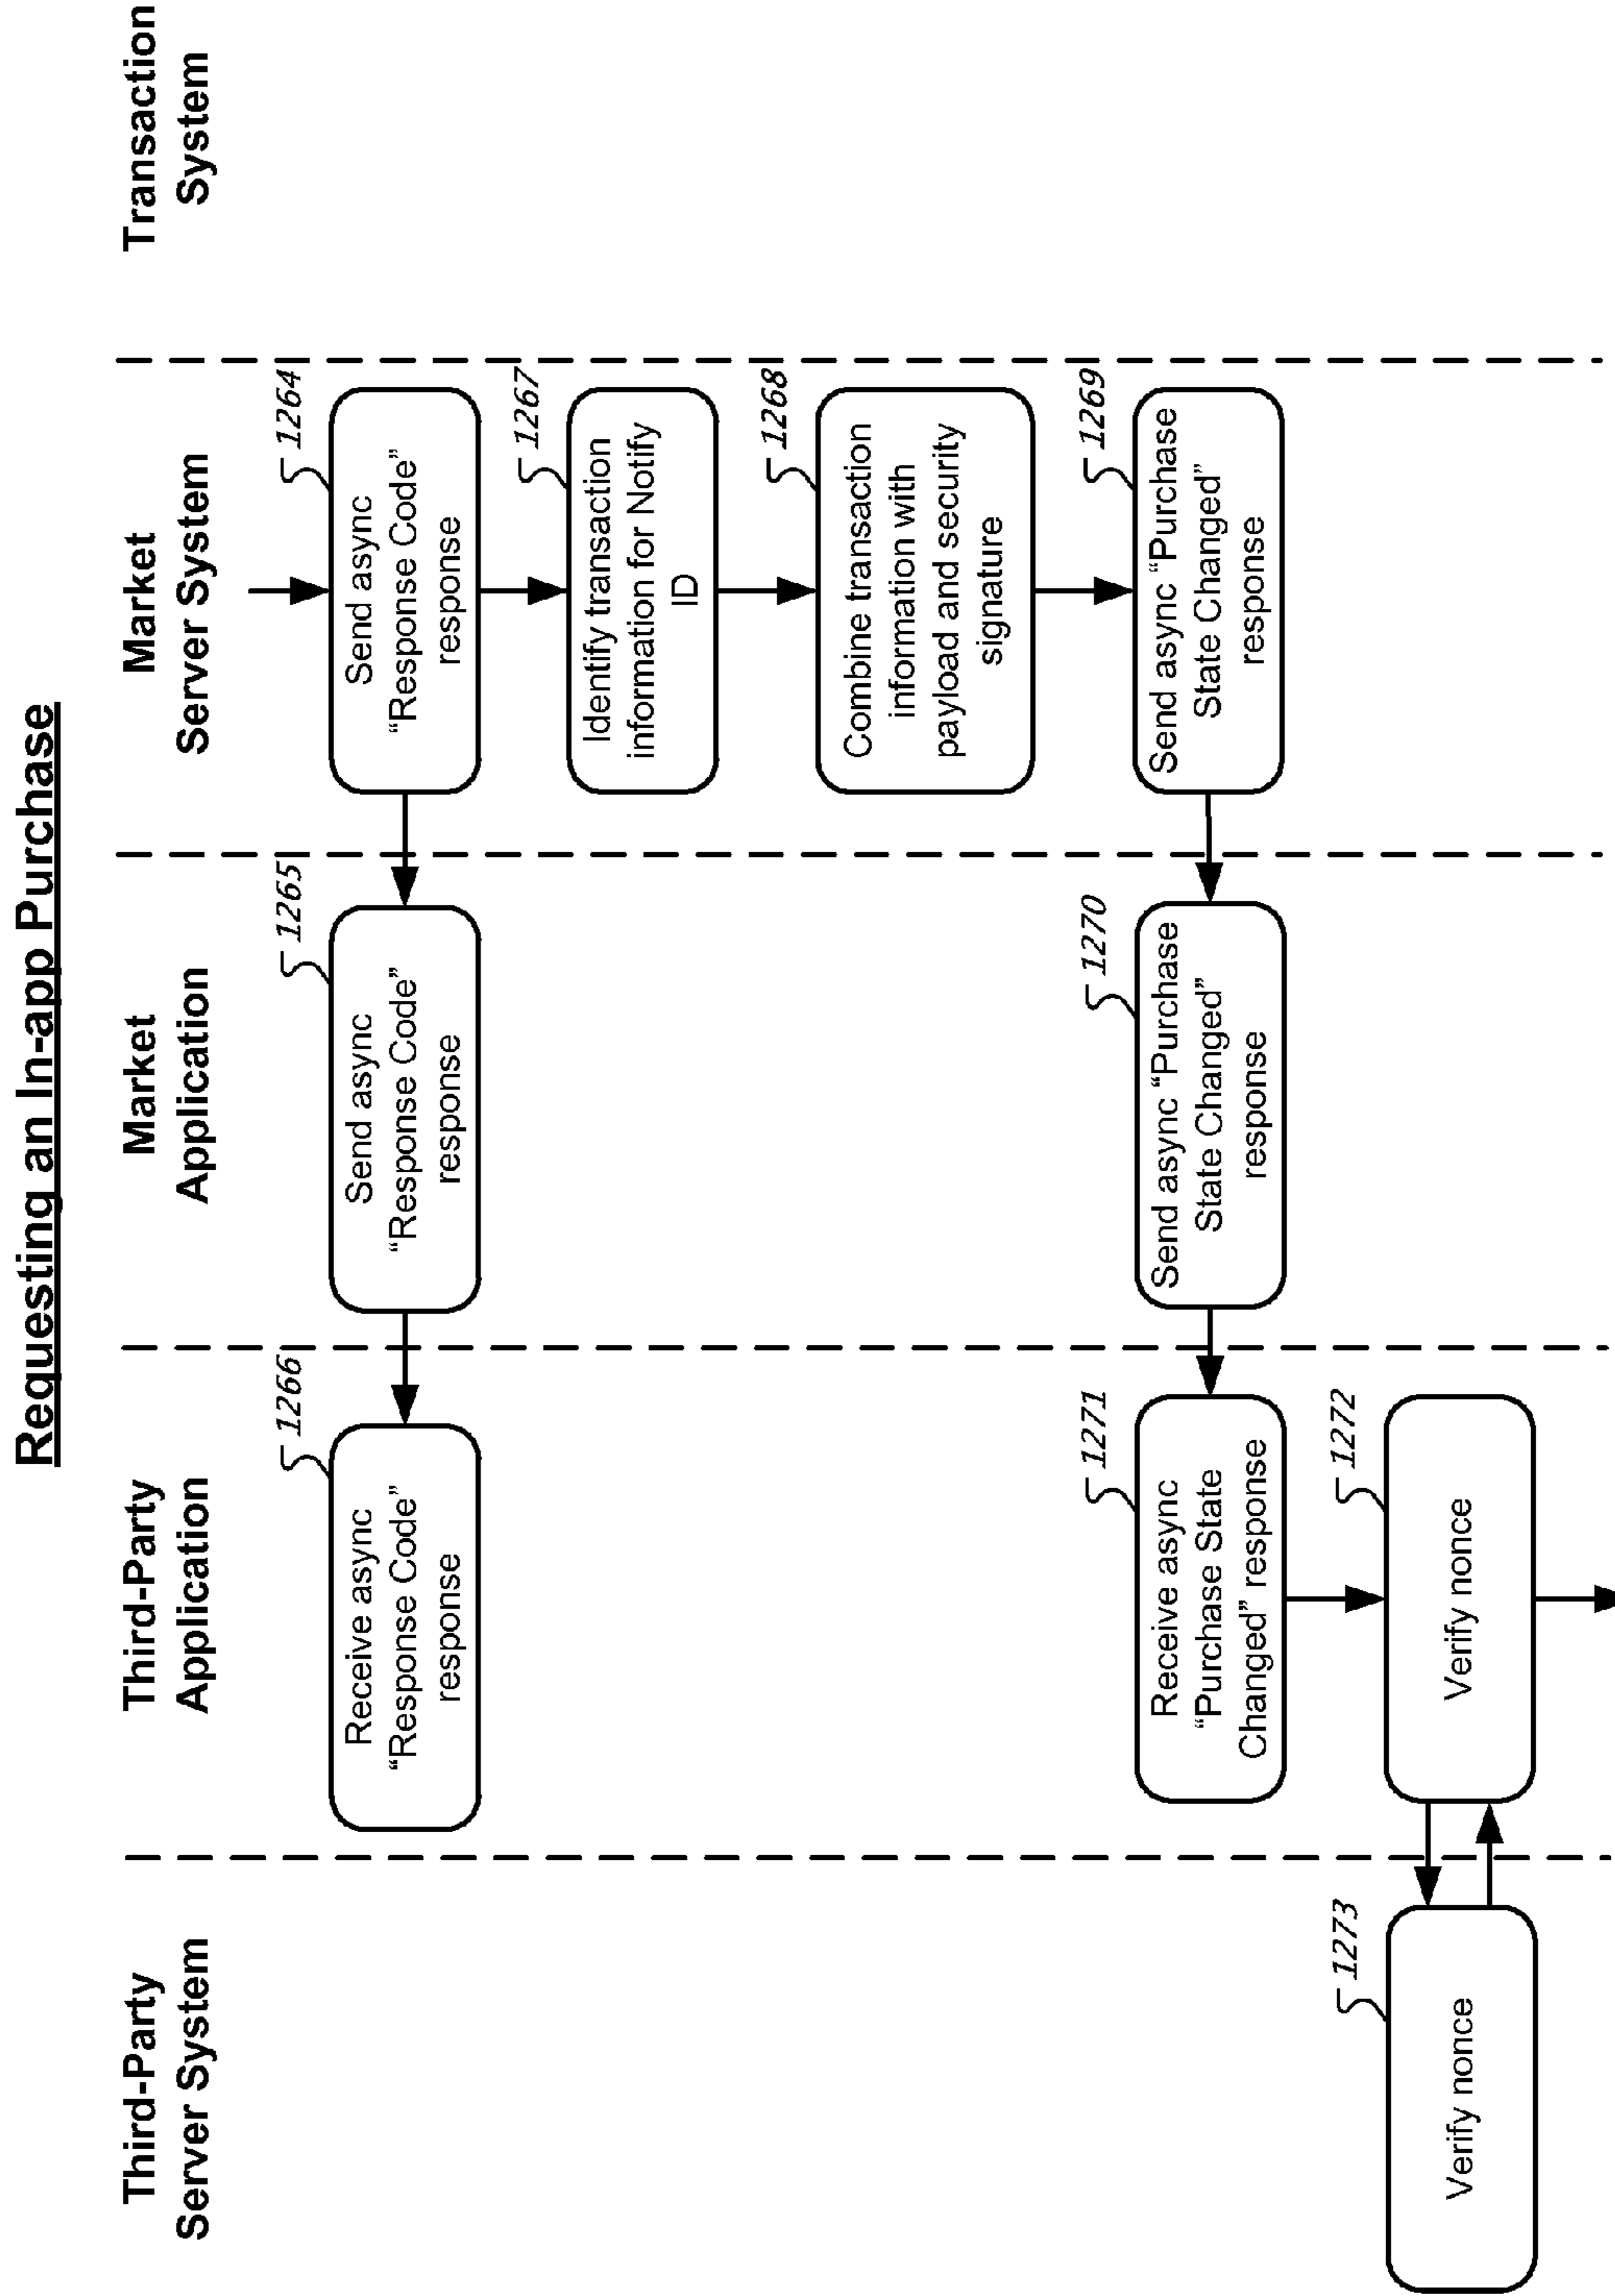 Requesting an In-app Purchase
Third-Party
Server System
Third-Party
Application
Market
Application
Market
Server System
Transaction
System
1266
Receive async
“Response Code”
response
1265
Send async
“Response Code”
response
1264
Send async
“Response Code”
response
1267
Identify transaction
information for Notify
ID
1268
Combine transaction
information with
payload and security
signature
1271
Receive async
“Purchase State
Changed” response
1270
Send async “Purchase
State Changed”
response
1269
Send async “Purchase
State Changed”
response
1273
Verify nonce
1272
Verify nonce